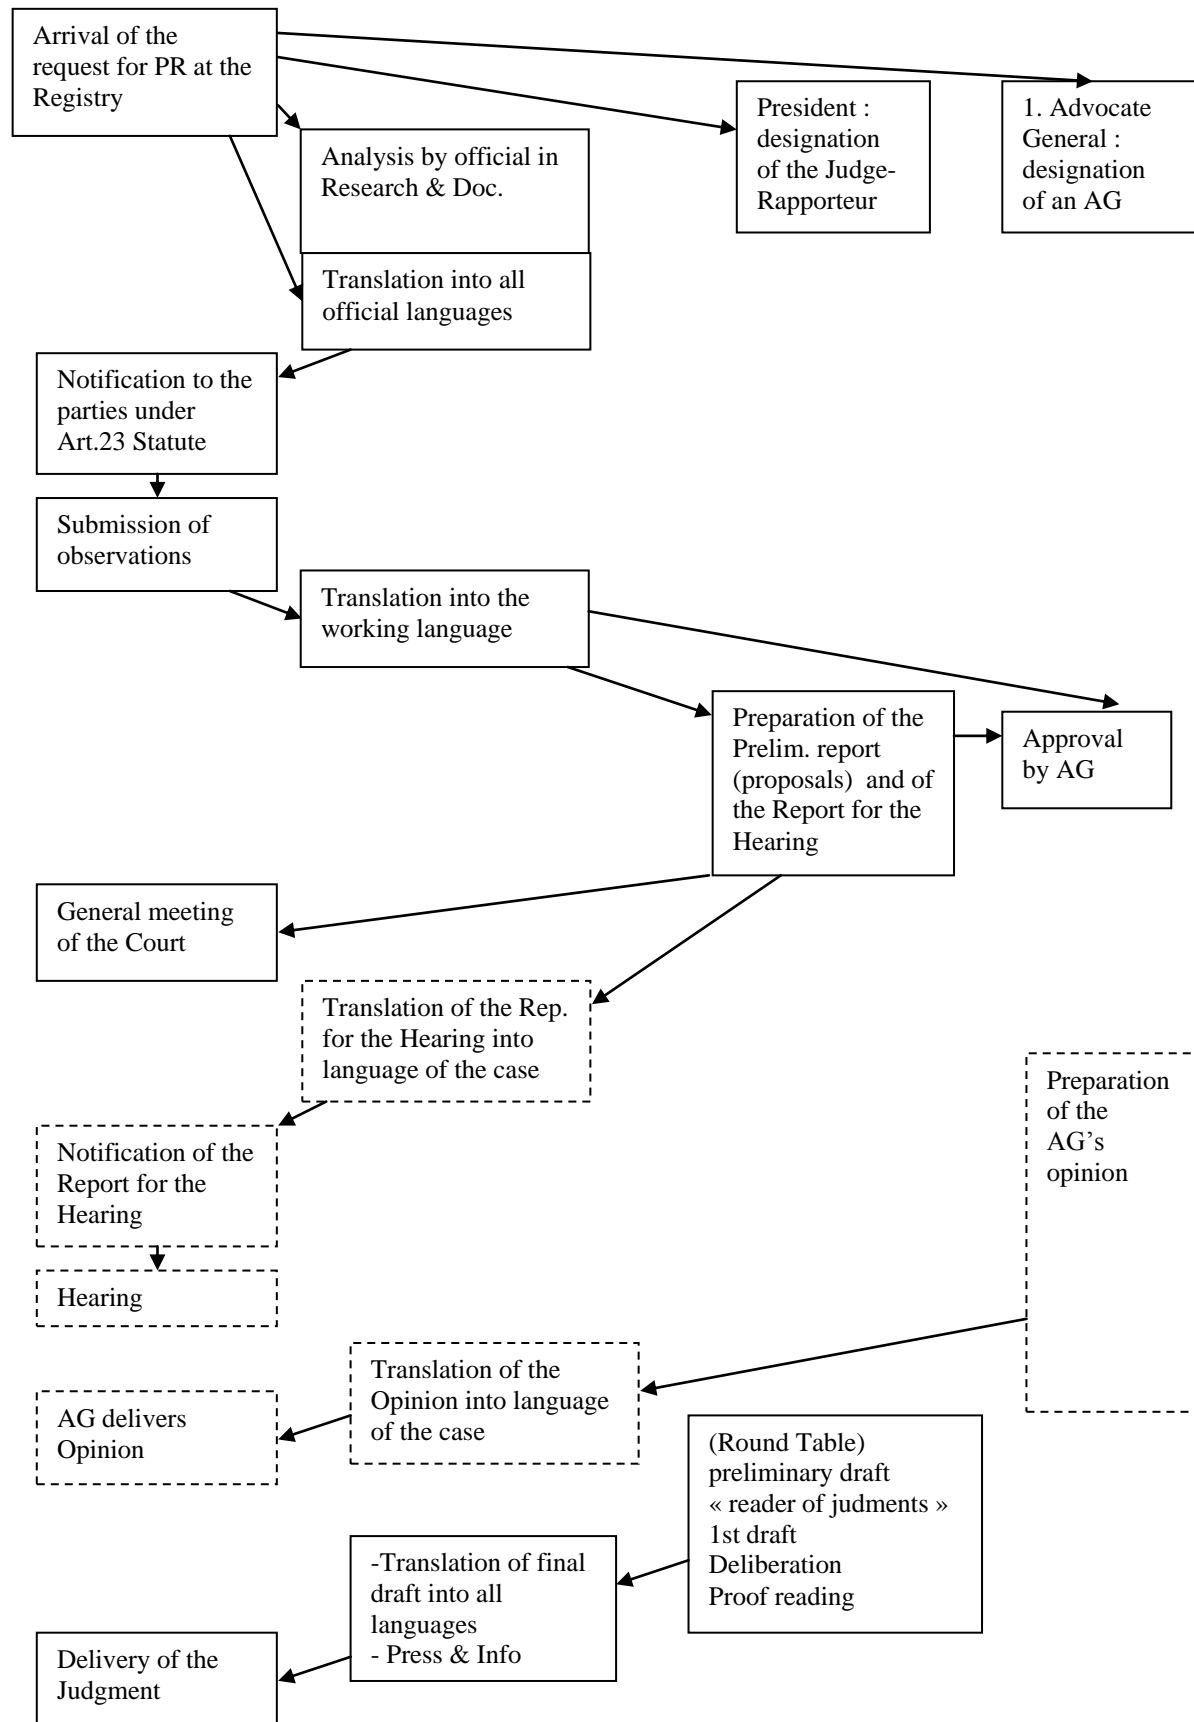 Arrival of the
request for PR at the
Registry
President :
designation
of the Judge-
Rapporteur
1. Advocate
General :
designation
of an AG
Analysis by official in
Research & Doc.
Translation into all
official languages
Notification to the
parties under
Art.23 Statute
Submission of
observations
Translation into the
working language
Preparation of the
Prelim. report
(proposals)  and of
the Report for the
Hearing
Approval
by AG
General meeting
of the Court
Translation of the Rep.
for the Hearing into
language of the case
Preparation
of the
AG’s
opinion
Notification of the
Report for the
Hearing
Hearing
Translation of the
Opinion into language
of the case
AG delivers
Opinion
(Round Table)
preliminary draft
« reader of judgments »
1st draft
Deliberation
Proof reading
-Translation of final
draft into all
languages
- Press & Info
Delivery of the
Judgment